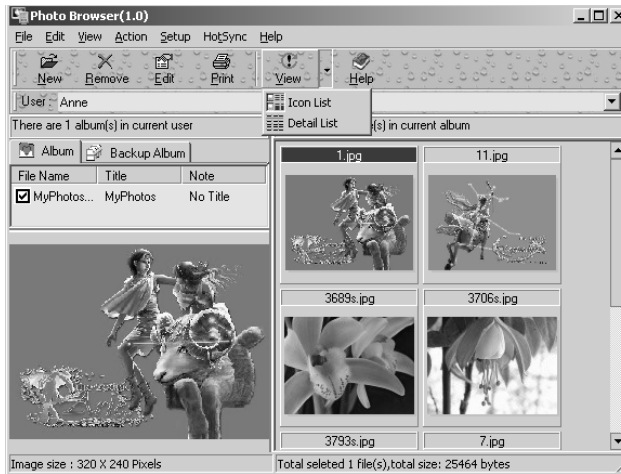 Photo Browser(1.0)
File Edit View Action Setup HotSync Help
New Remove Edit Print View Help
User: Anne
Icon List
Detail List
There are 1 album(s) in current user
e(s) in current album
Album Backup Album
File Name Title Note
MyPhotos... MyPhotos No Title
1.jpg 11.jpg
3689s.jpg 3706s.jpg
3793s.jpg 7.jpg
Image size : 320 X 240 Pixels
Total seleted 1 file(s),total size: 25464 bytes